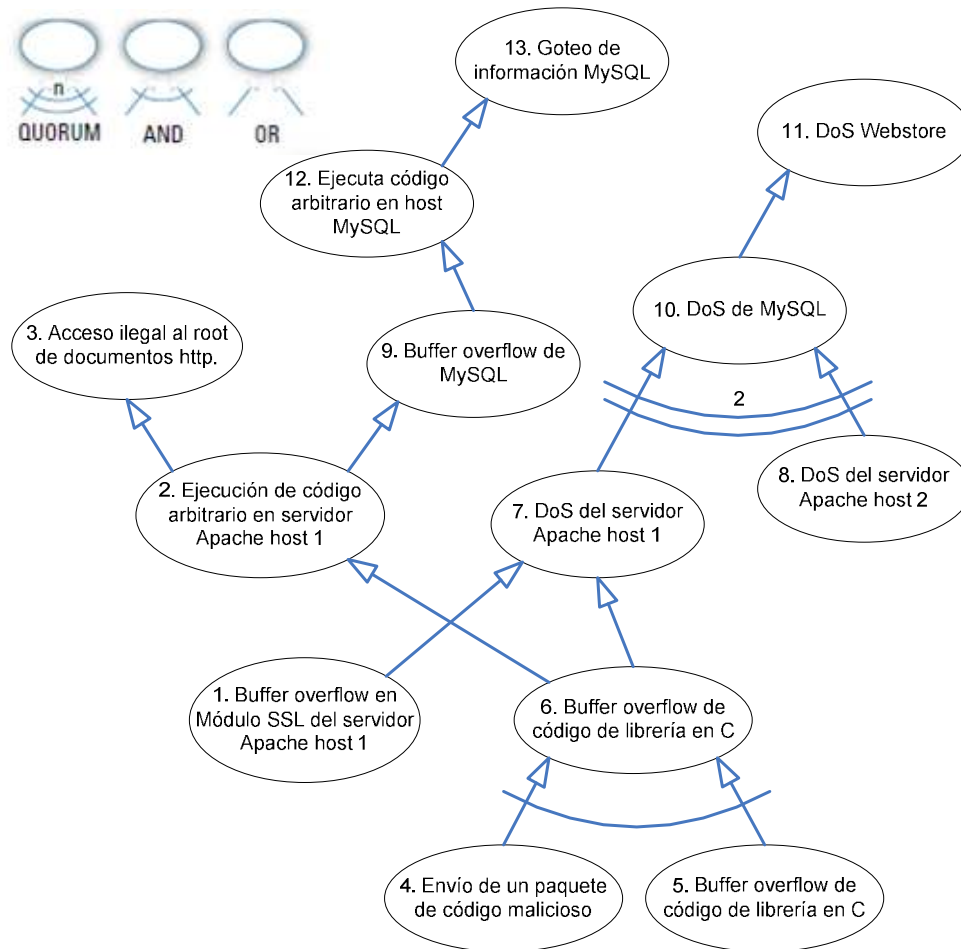 n
QUORUM
AND
OR
13. Goteo de
información MySQL
11. DoS Webstore
12. Ejecuta código
arbitrario en host
MySQL
10. DoS de MySQL
3. Acceso ilegal al root
de documentos http.
9. Buffer overflow de
MySQL
2
8. DoS del servidor
Apache host 2
2. Ejecución de código
arbitrario en servidor
Apache host 1
7. DoS del servidor
Apache host 1
1. Buffer overflow en
Módulo SSL del servidor
Apache host 1
6. Buffer overflow de
código de librería en C
4. Envío de un paquete
de código malicioso
5. Buffer overflow de
código de librería en C